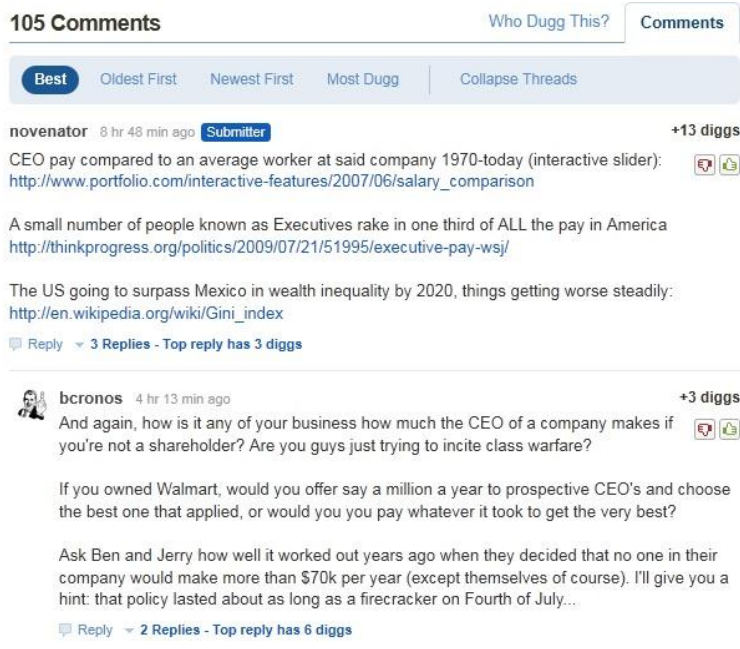 105 Comments
Who Dugg This?
Comments
Best
Oldest First
Newest First
Most Dugg
Collapse Threads
novenator 8 hr 48 min ago Submitter
+13 diggs
CEO pay compared to an average worker at said company 1970-today (interactive slider):
http://www.portfolio.com/interactive-features/2007/06/salary_comparison
A small number of people known as Executives rake in one third of ALL the pay in America
http://thinkprogress.org/politics/2009/07/21/51995/executive-pay-wsj/
The US going to surpass Mexico in wealth inequality by 2020, things getting worse steadily:
http://en.wikipedia.org/wiki/Gini_index
Reply 3 Replies - Top reply has 3 diggs
bcronos 4 hr 13 min ago
+3 diggs
And again, how is it any of your business how much the CEO of a company makes if
you're not a shareholder? Are you guys just trying to incite class warfare?
If you owned Walmart, would you offer say a million a year to prospective CEO's and choose
the best one that applied, or would you you pay whatever it took to get the very best?
Ask Ben and Jerry how well it worked out years ago when they decided that no one in their
company would make more than $70k per year (except themselves of course). I'll give you a
hint: that policy lasted about as long as a firecracker on Fourth of July...
Reply 2 Replies - Top reply has 6 diggs